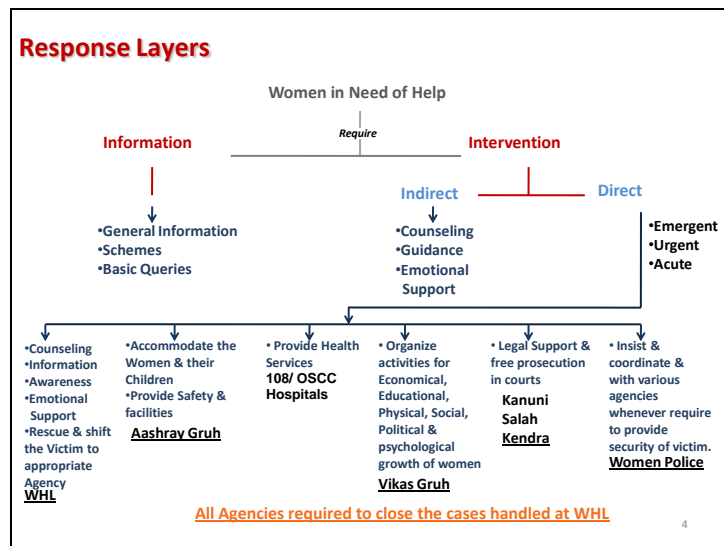 Response Layers
Women in Need of Help
Require
Information
Intervention
Indirect
Direct
•General Information
•Schemes
•Basic Queries
•Counseling
•Guidance
•Emotional
Support
•Emergent
•Urgent
•Acute
•Counseling
•Information
•Awareness
•Emotional
Support
•Rescue & shift
the Victim to
appropriate
Agency
WHL
•Accommodate the
Women & their
Children
•Provide Safety &
facilities
Aashray Gruh
• Provide Health
Services
108/ OSCC
Hospitals
• Organize
activities for
Economical,
Educational,
Physical, Social,
Political &
psychological
growth of women
Vikas Gruh
• Legal Support &
free prosecution
in courts
Kanuni
Salah
Kendra
• Insist &
coordinate &
with various
agencies
whenever require
to provide
security of victim.
Women Police
All Agencies required to close the cases handled at WHL
4